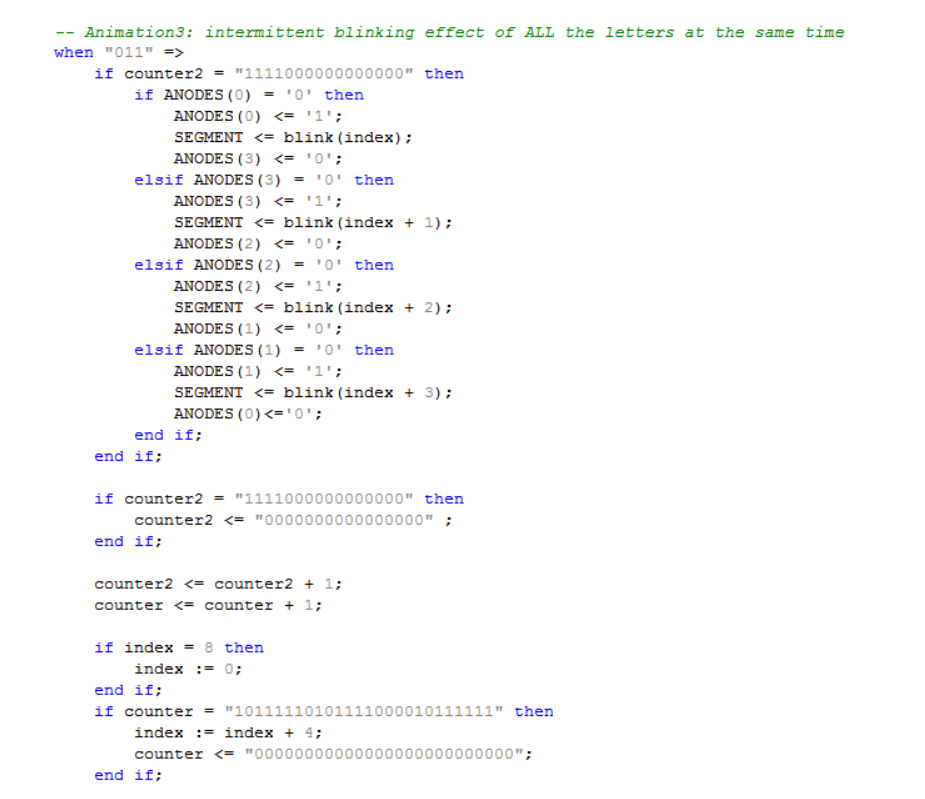 -- Animation3: intermittent blinking effect of ALL the letters at the same time
when "011" =>
if counter2 = "1111000000000000" then
if ANODES(0) = '0' then
ANODES(0) <= '1';
SEGMENT <= blink(index);
ANODES(3) <= '0';
elsif ANODES(3) = '0' then
ANODES(3) <= '1';
SEGMENT <= blink(index + 1);
ANODES(2) <= '0';
elsif ANODES(2) = '0' then
ANODES(2) <= '1';
SEGMENT <= blink(index + 2);
ANODES(1) <= '0';
elsif ANODES(1) = '0' then
ANODES(1) <= '1';
SEGMENT <= blink(index + 3);
ANODES(0)<='0';
end if;
end if;
if counter2 = "1111000000000000" then
counter2 <= "0000000000000000" ;
end if;
counter2 <= counter2 + 1;
counter <= counter + 1;
if index = 8 then
index := 0;
end if;
if counter = "10111110101111000010111111" then
index := index + 4;
counter <= "00000000000000000000000000";
end if;